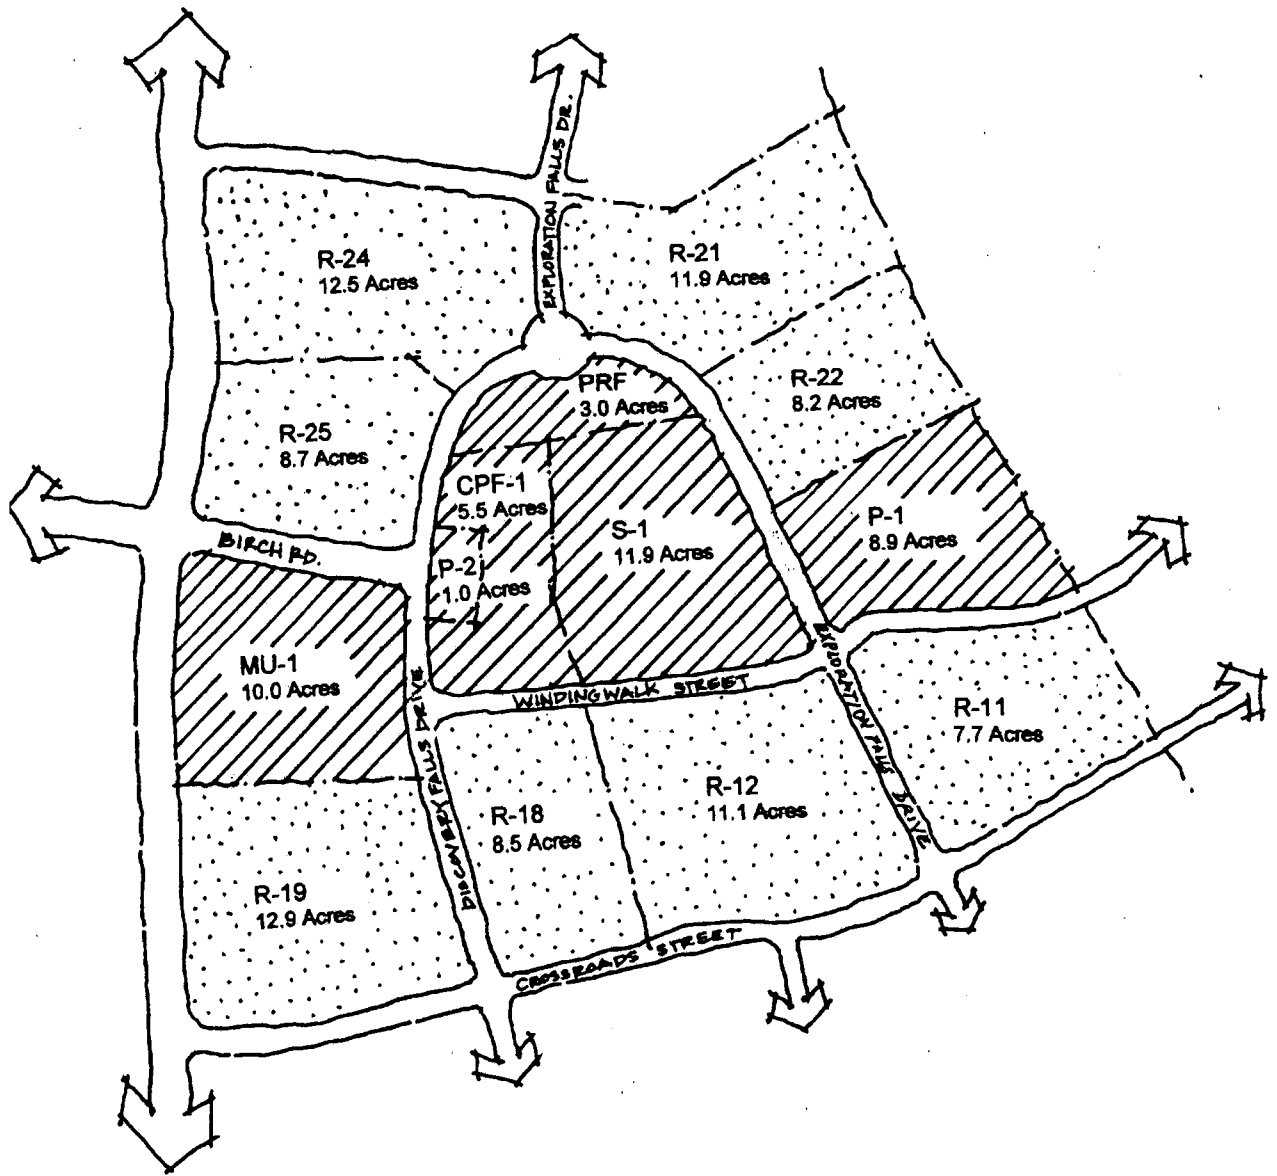 EXPLORATION FALLS DR.
R-24
12.5 Acres
R-21
11.9 Acres
PRF
3.0 Acres
R-22
8.2 Acres
R-25
8.7 Acres
CPF-1
5.5 Acres
S-1
11.9 Acres
P-1
8.9 Acres
BIRCH RD.
P-2
1.0 Acres
MU-1
10.0 Acres
WINDINGWALK STREET
EXPLORATION FALLS DRIVE
DISCOVERY FALLS DRIVE
R-11
7.7 Acres
R-12
11.1 Acres
R-18
8.5 Acres
R-19
12.9 Acres
CROSSROADS STREET